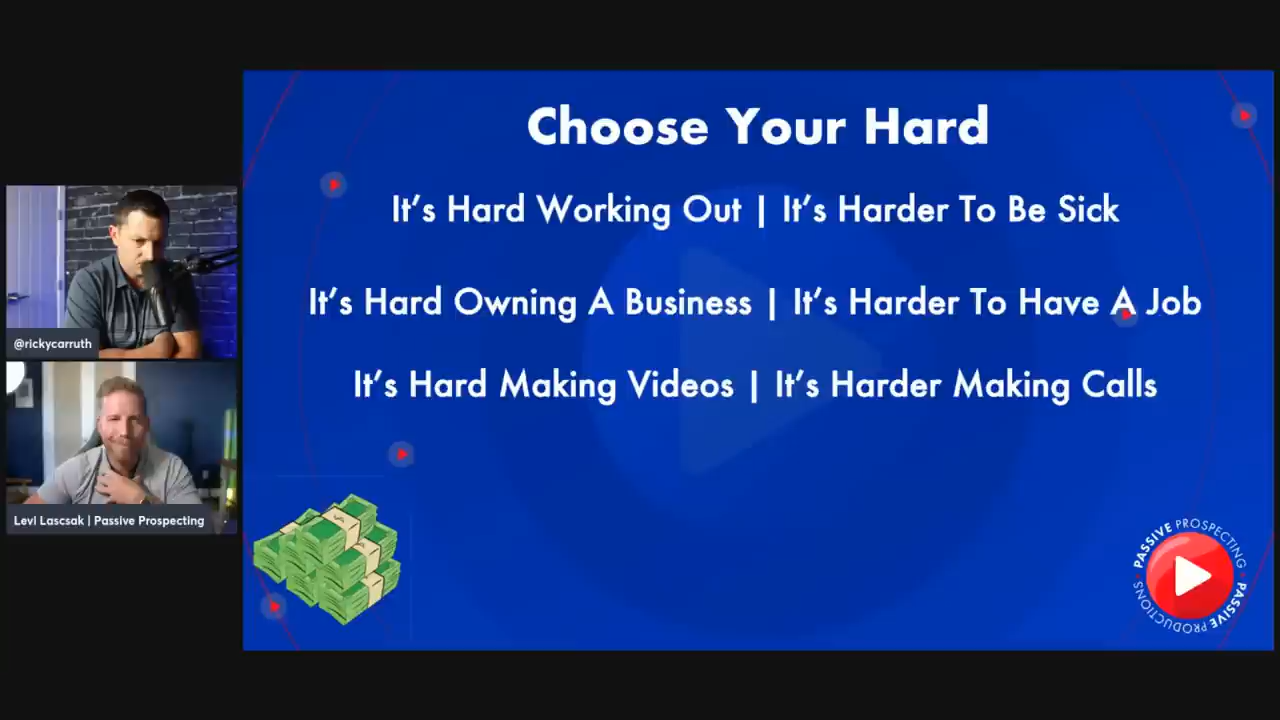 Choose Your Hard
It's Hard Working Out | It's Harder To Be Sick
It's Hard Owning A Business | It's Harder To Have A Job
It's Hard Making Videos | It's Harder Making Calls
@rickycarruth
Levi Lascsak | Passive Prospecting
PASSIVE PROSPECTING
PASSIVE PRODUCTIONS